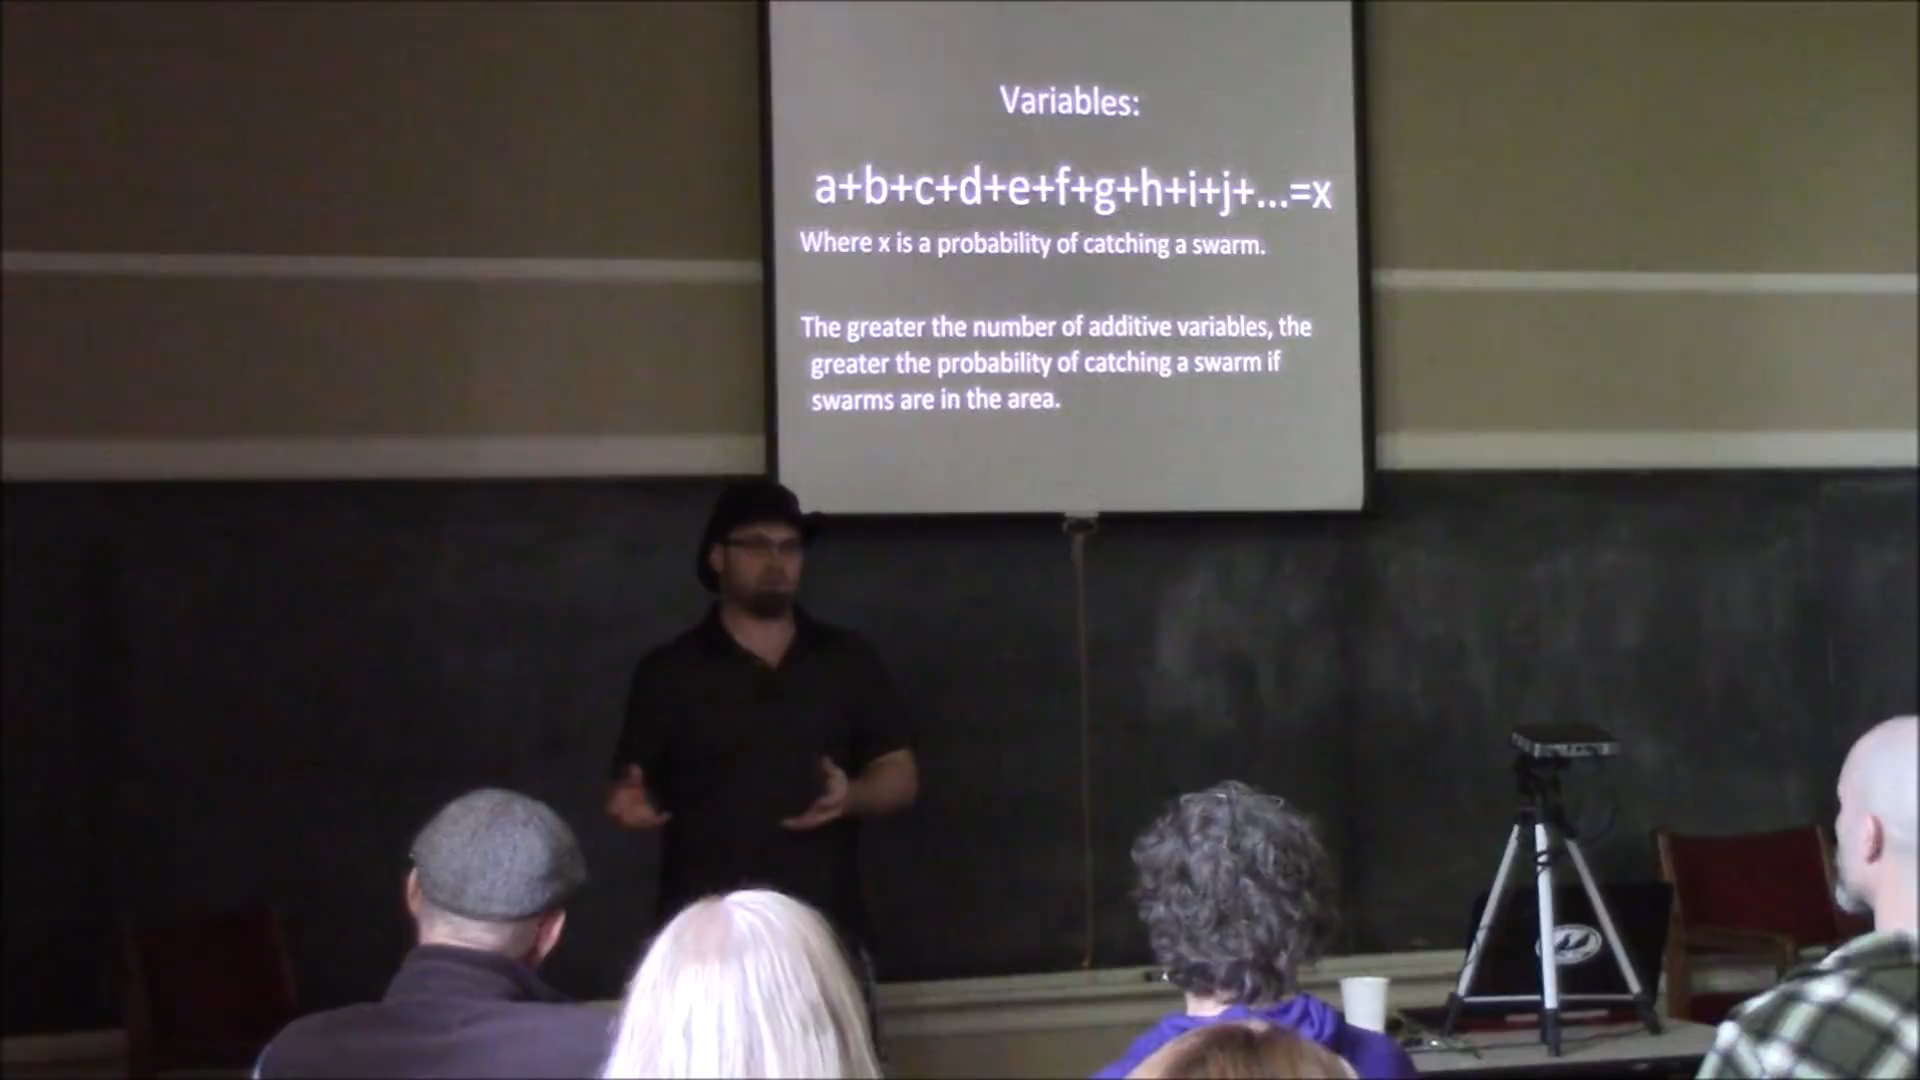 Variables:
a+b+c+d+e+f+g+h+i+j+...=x
Where x is a probability of catching a swarm.
The greater the number of additive variables, the
greater the probability of catching a swarm if
swarms are in the area.